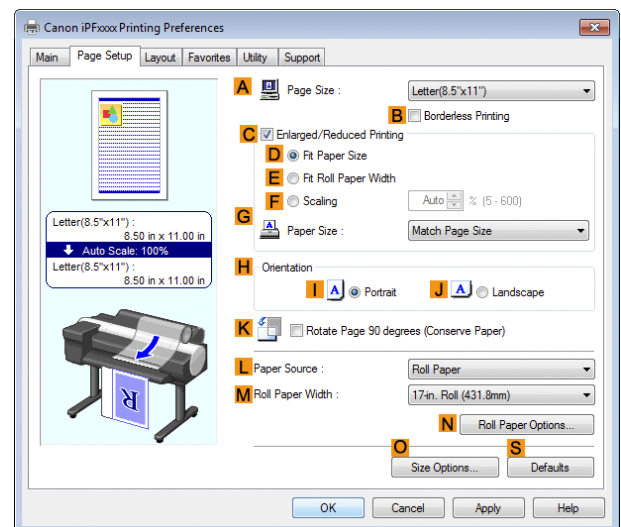 Canon iPFxxxx Printing Preferences
Main Page Setup Layout Favorites Utility Support
A Page Size : Letter(8.5"x11")
B Borderless Printing
C Enlarged/Reduced Printing
D Fit Paper Size
E Fit Roll Paper Width
F Scaling Auto % (5 - 600)
G Paper Size : Match Page Size
Letter(8.5"x11") :
8.50 in x 11.00 in
Auto Scale: 100%
Letter(8.5"x11") :
8.50 in x 11.00 in
H Orientation
I A Portrait J A Landscape
K Rotate Page 90 degrees (Conserve Paper)
L Paper Source : Roll Paper
M Roll Paper Width : 17-in. Roll (431.8mm)
R
N Roll Paper Options...
O S
Size Options... Defaults
OK Cancel Apply Help